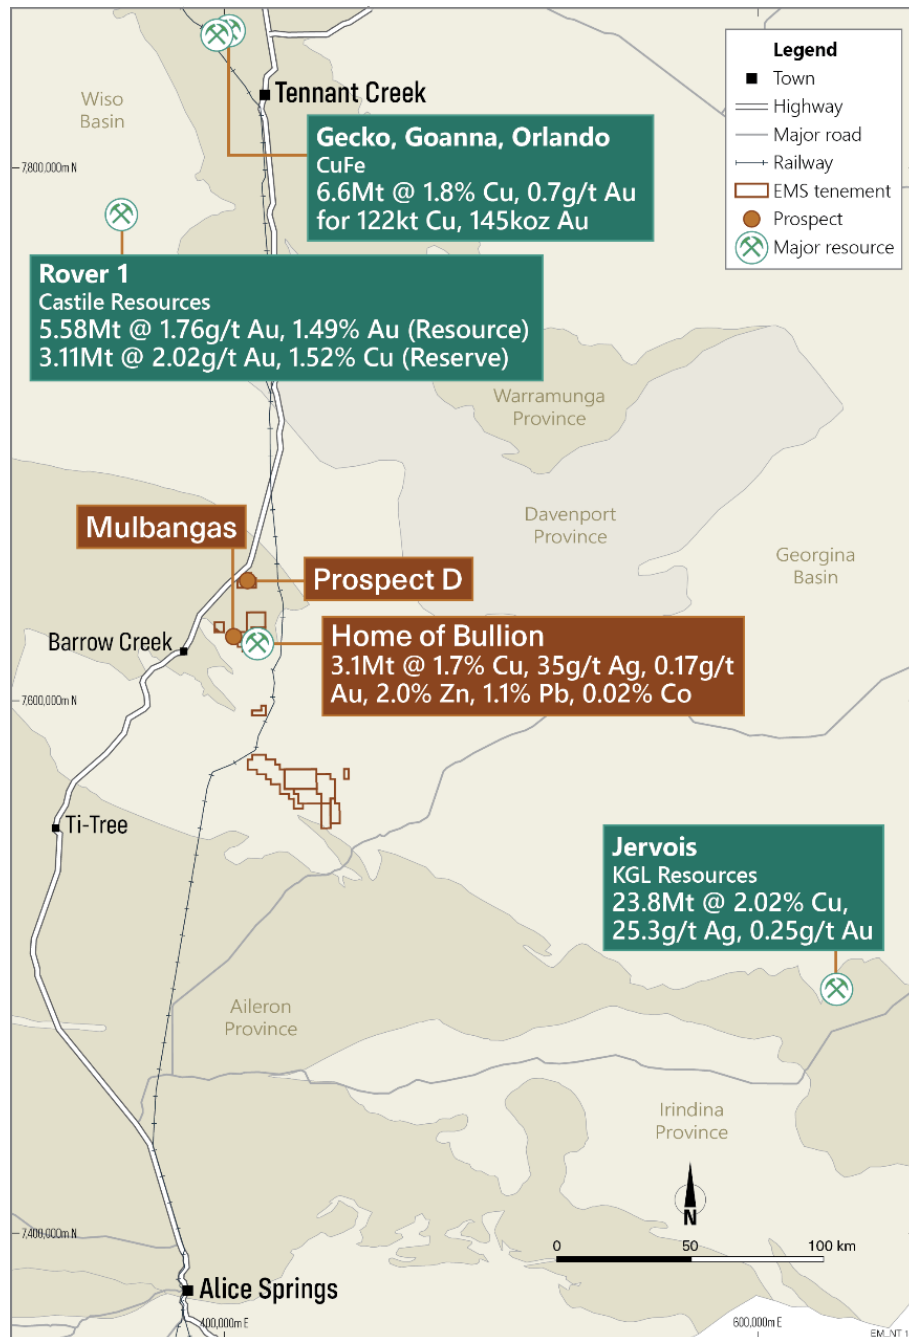 Legend
Town
Highway
Major road
Railway
EMS tenement
Prospect
Major resource
Wiso
Basin
Tennant Creek
Gecko, Goanna, Orlando
CuFe
6.6Mt @ 1.8% Cu, 0.7g/t Au
for 122kt Cu, 145koz Au
7,800,000m N
Rover 1
Castile Resources
5.58Mt @ 1.76g/t Au, 1.49% Au (Resource)
3.11Mt @ 2.02g/t Au, 1.52% Cu (Reserve)
Warramunga
Province
Davenport
Province
Georgina
Basin
Mulbangas
Prospect D
Barrow Creek
Home of Bullion
3.1Mt @ 1.7% Cu, 35g/t Ag, 0.17g/t
Au, 2.0% Zn, 1.1% Pb, 0.02% Co
7,600,000m N
Ti-Tree
Jervois
KGL Resources
23.8Mt @ 2.02% Cu,
25.3g/t Ag, 0.25g/t Au
Aileron
Province
Irindina
Province
N
0 50 100 km
7,400,000m N
Alice Springs
400,000m E
600,000m E